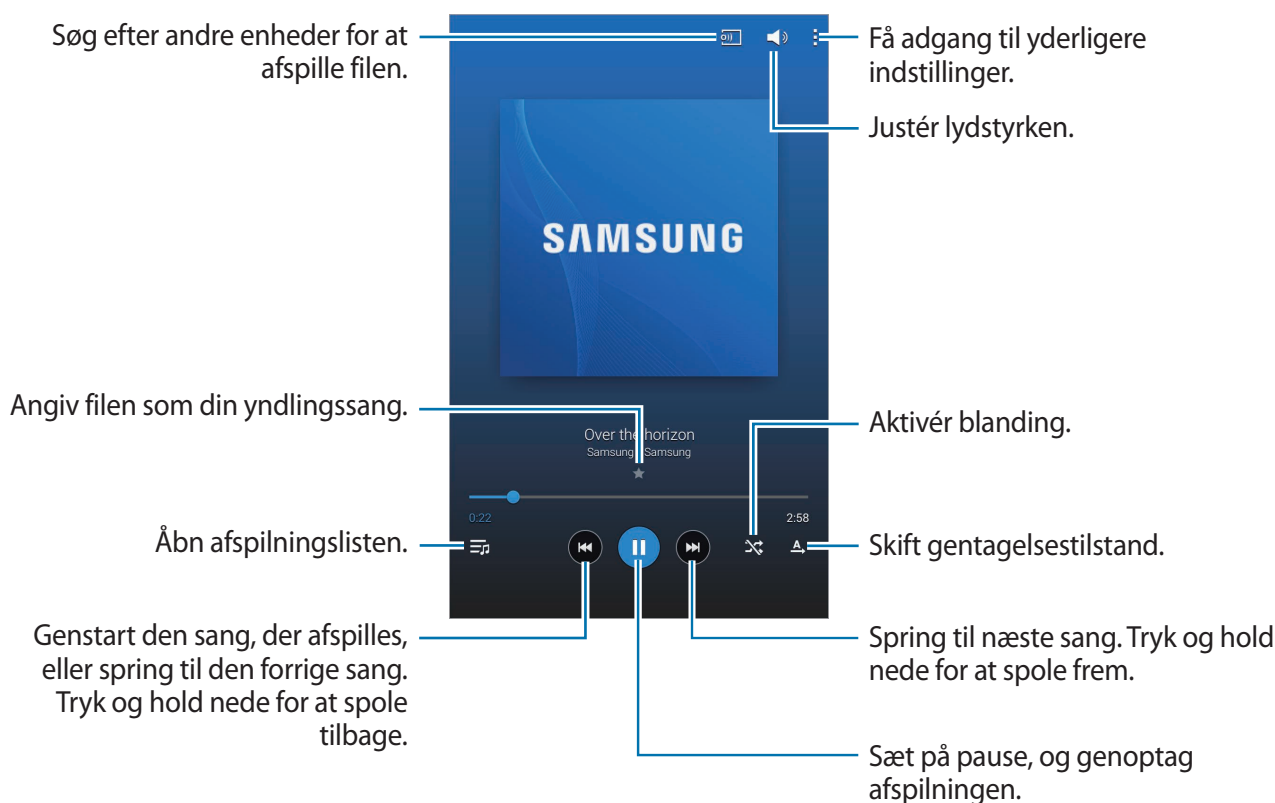 Søg efter andre enheder for at
afspille filen.
Få adgang til yderligere
indstillinger.
Justér lydstyrken.
SAMSUNG
Angiv filen som din yndlingssang.
Over the horizon
Samsung Samsung
Aktivér blanding.
0:22
2:58
Åbn afspilningslisten.
A
Skift gentagelsestilstand.
Genstart den sang, der afspilles,
eller spring til den forrige sang.
Tryk og hold nede for at spole
tilbage.
Spring til næste sang. Tryk og hold
nede for at spole frem.
Sæt på pause, og genoptag
afspilningen.